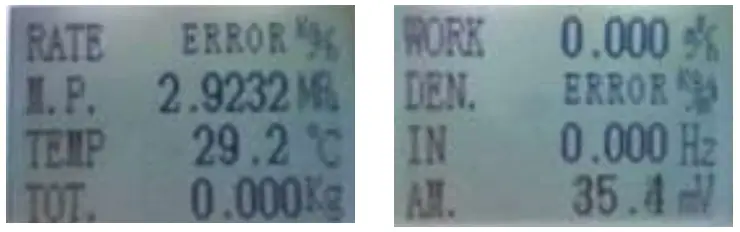 RATE ERROR
M.P. 2.9232 MPa
TEMP 29.2 ℃
TOT. 0.000Kg
WORK 0.000
DEN. ERROR
IN 0.000 Hz
AM. 35.4 mV